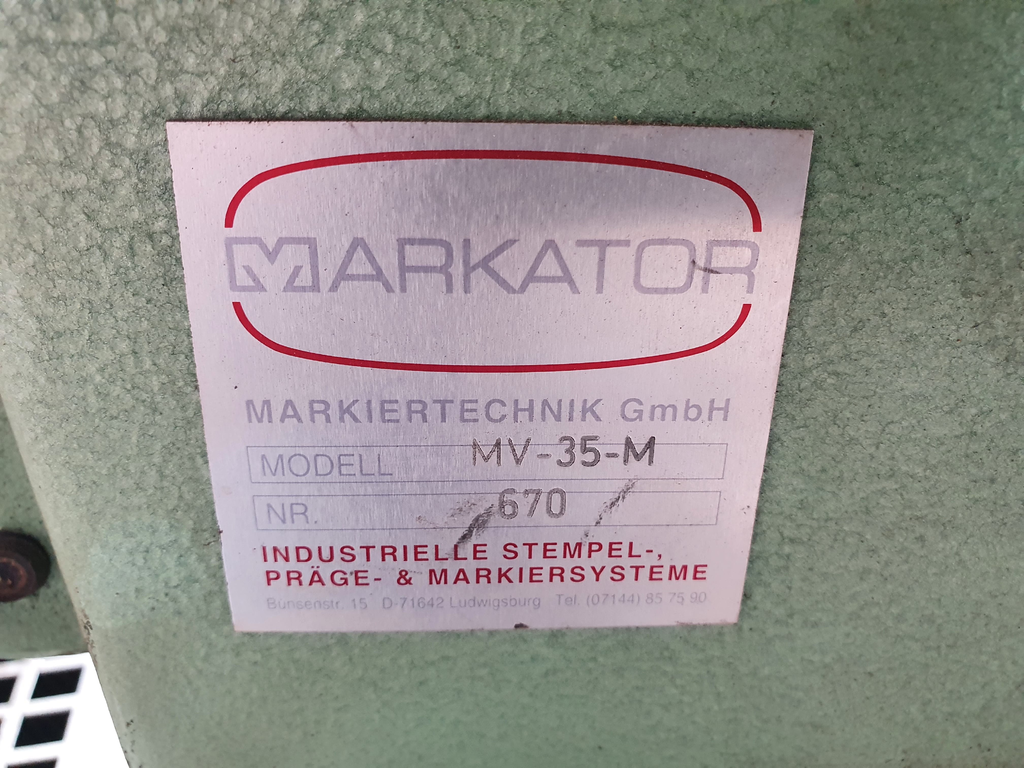 MARKATOR
MARKIERTECHNIK GmbH
MODELL MV-35-M
NR. 670
INDUSTRIELLE STEMPEL-,
PRÄGE- & MARKIERSYSTEME
Bunsenstr. 15 D-71642 Ludwigsburg Tel. (07144) 85 75 90